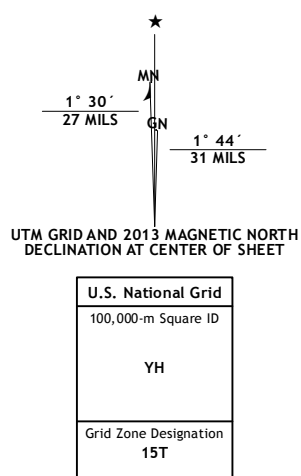 MN
1° 30´
27 MILS
GN
1° 44´
31 MILS
UTM GRID AND 2013 MAGNETIC NORTH
DECLINATION AT CENTER OF SHEET
U.S. National Grid
100,000-m Square ID
YH
Grid Zone Designation
15T